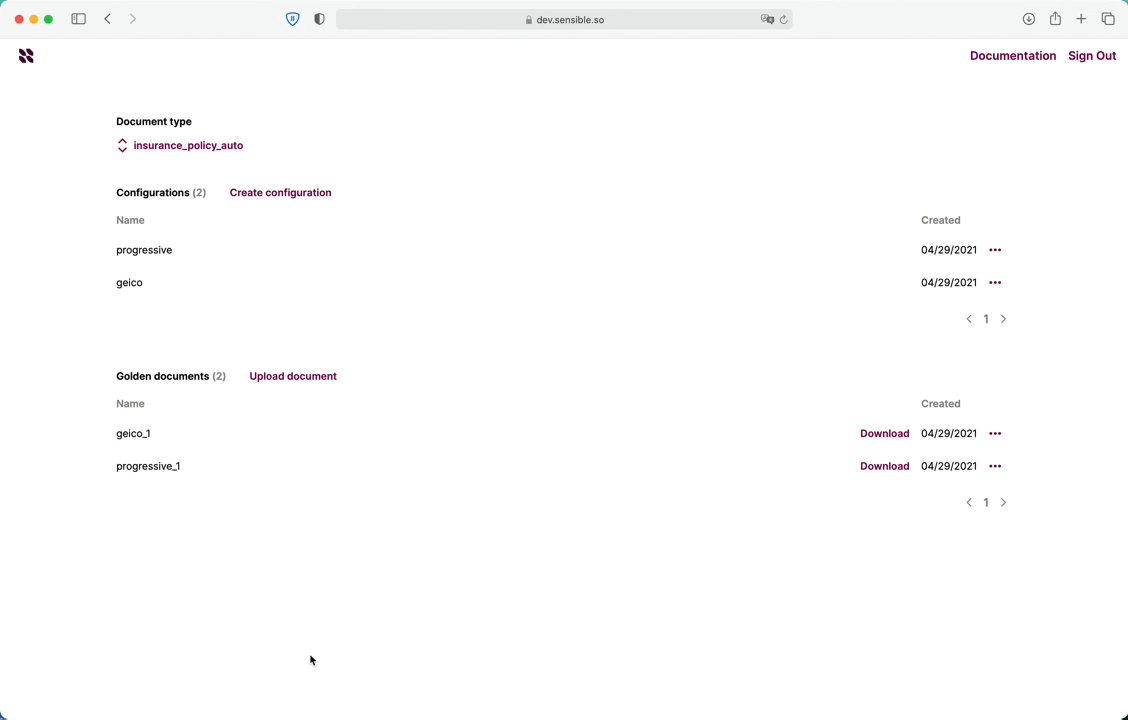 dev.sensible.so
Documentation Sign Out
Document type
insurance_policy_auto
Configurations (2) Create configuration
Name Created
progressive 04/29/2021
geico 04/29/2021
1
Golden documents (2) Upload document
Name Created
geico_1 Download 04/29/2021
progressive_1 Download 04/29/2021
1